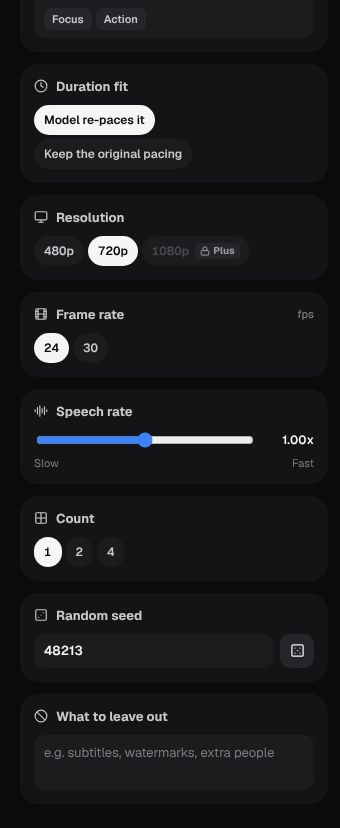 Focus Action
Duration fit
Model re-paces it
Keep the original pacing
Resolution
480p 720p 1080p Plus
Frame rate fps
24 30
Speech rate
1.00x
Slow Fast
Count
1 2 4
Random seed
48213
What to leave out
e.g. subtitles, watermarks, extra people